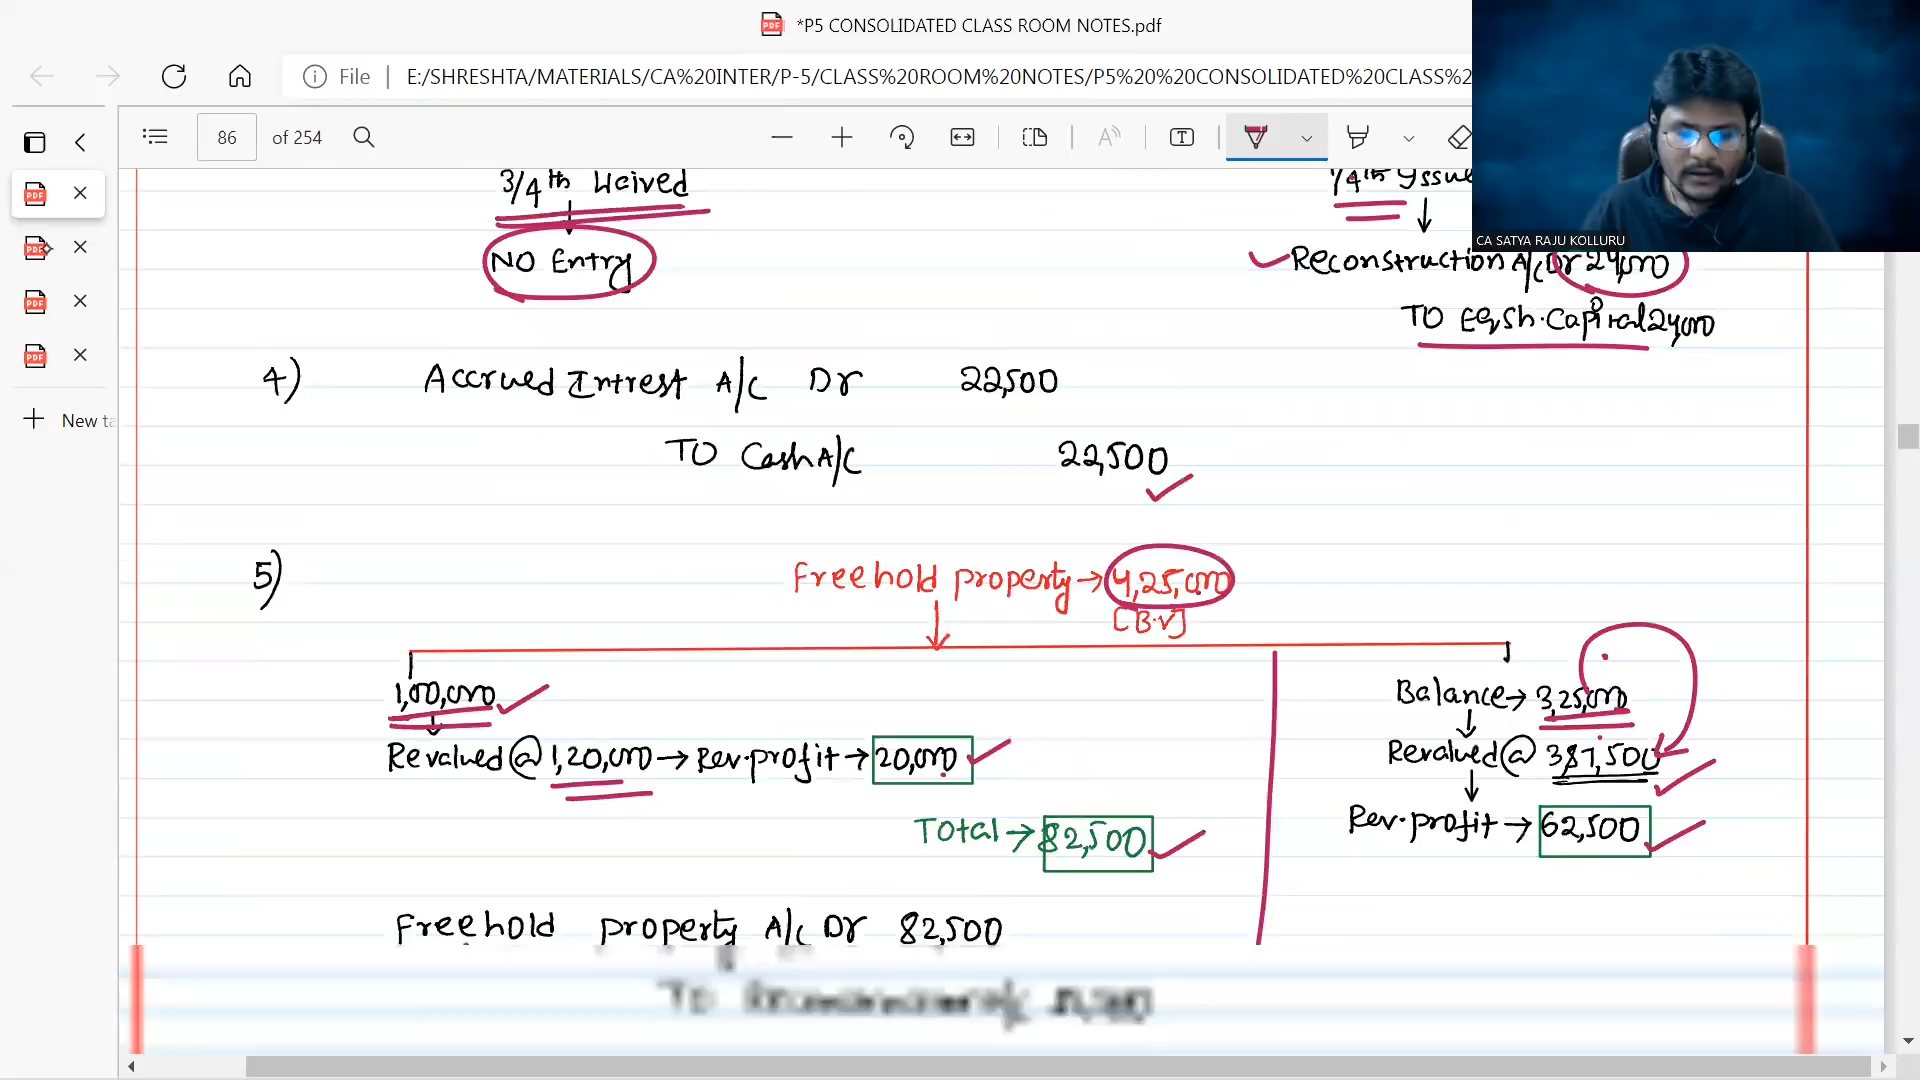 *P5 CONSOLIDATED CLASS ROOM NOTES.pdf
File
E:/SHRESHTA/MATERIALS/CA%20INTER/P-5/CLASS%20ROOM%20NOTES/P5%20%20CONSOLIDATED%20CLASS%2
86 of 254
CA SATYA RAJU KOLLURU
New ta
3/4th Waived
1/4th Issue
NO Entry
Reconstruction A/C Dr 24,000
TO Eq.Sh.Capital 24,000
4) Accrued Intrest A/C Dr 22,500
TO Cash A/C 22,500
5) Freehold property → 4,25,000
[B.V]
1,00,000
Balance → 3,25,000
Revalued @ 1,20,000 → Rev.profit → 20,000
Revalued @ 3,87,500
Total → 82,500
Rev.profit → 62,500
Freehold property A/C Dr 82,500
TO